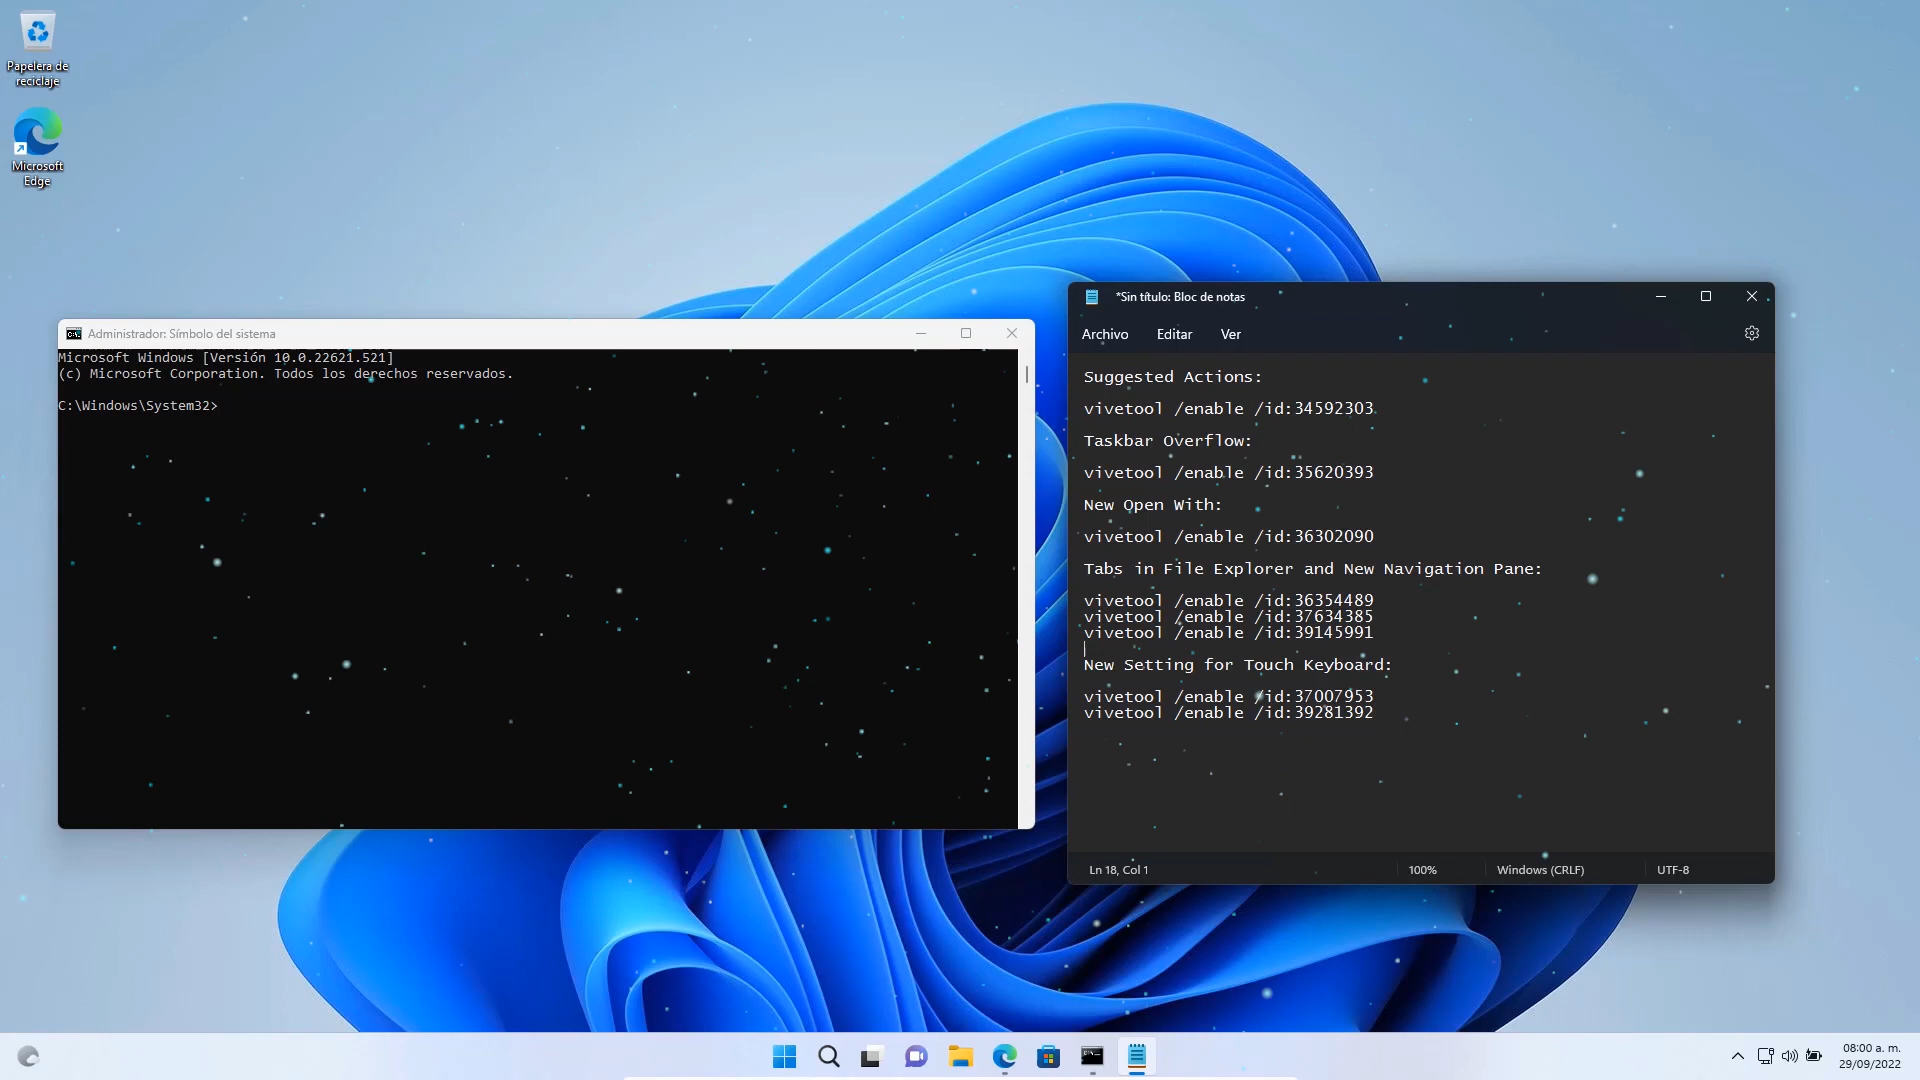 Papelera de
reciclaje
Microsoft
Edge
Administrador: Símbolo del sistema
Microsoft Windows [Versión 10.0.22621.521]
(c) Microsoft Corporation. Todos los derechos reservados.
C:\Windows\System32>
*Sin título: Bloc de notas
Archivo Editar Ver
Suggested Actions:
vivetool /enable /id:34592303
Taskbar Overflow:
vivetool /enable /id:35620393
New Open With:
vivetool /enable /id:36302090
Tabs in File Explorer and New Navigation Pane:
vivetool /enable /id:36354489
vivetool /enable /id:37634385
vivetool /enable /id:39145991
New Setting for Touch Keyboard:
vivetool /enable /id:37007953
vivetool /enable /id:39281392
Ln 18, Col 1 100% Windows (CRLF) UTF-8
08:00 a. m.
29/09/2022